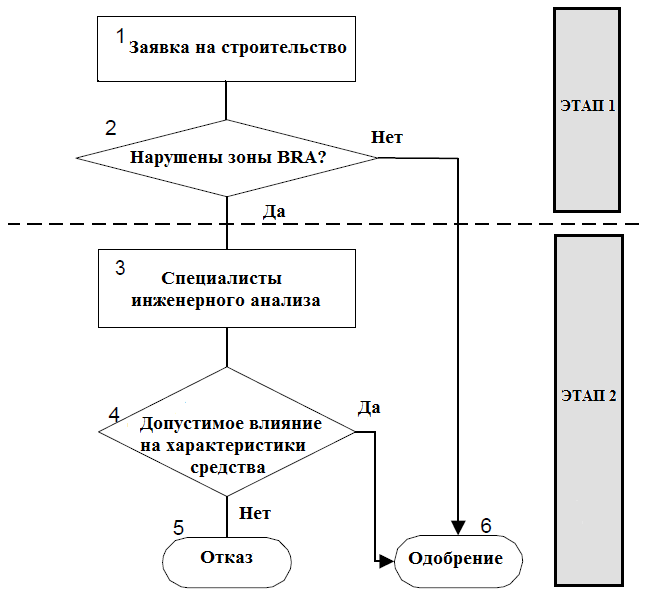 1
Заявка на строительство
ЭТАП 1
2
Нарушены зоны BRA?
Нет
Да
3
Специалисты
инженерного анализа
ЭТАП 2
4
Допустимое влияние
на характеристики
средства
Да
Нет
5
Отказ
6
Одобрение